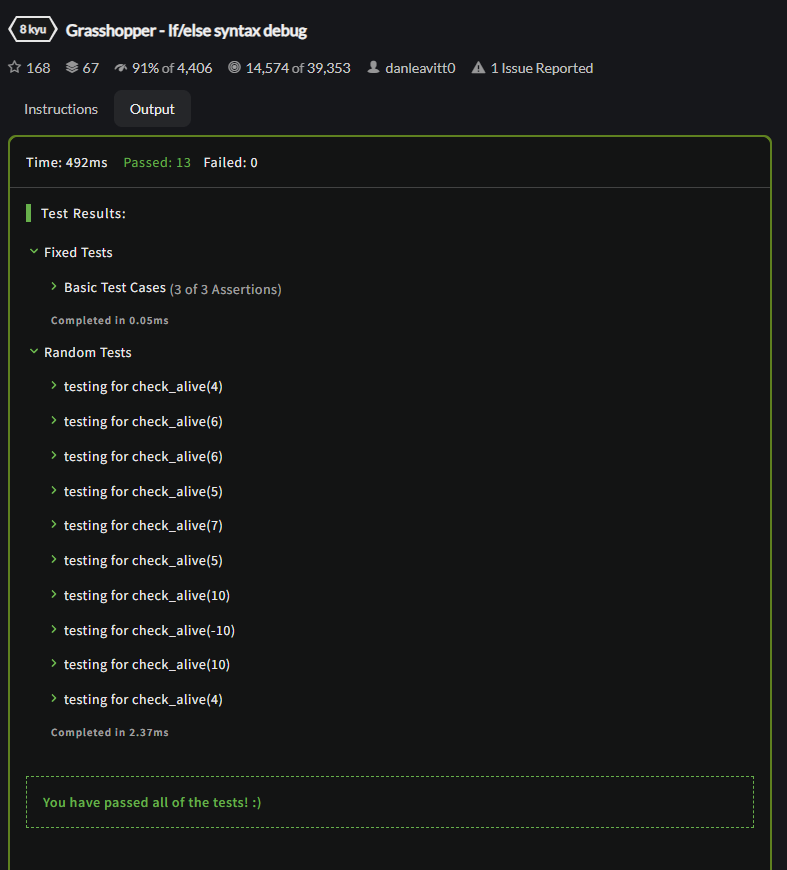 8 kyu Grasshopper - If/else syntax debug
168 67 91% of 4,406 14,574 of 39,353 danleavitt0 1 Issue Reported
Instructions Output
Time: 492ms Passed: 13 Failed: 0
Test Results:
Fixed Tests
Basic Test Cases (3 of 3 Assertions)
Completed in 0.05ms
Random Tests
testing for check_alive(4)
testing for check_alive(6)
testing for check_alive(6)
testing for check_alive(5)
testing for check_alive(7)
testing for check_alive(5)
testing for check_alive(10)
testing for check_alive(-10)
testing for check_alive(10)
testing for check_alive(4)
Completed in 2.37ms
You have passed all of the tests! :)